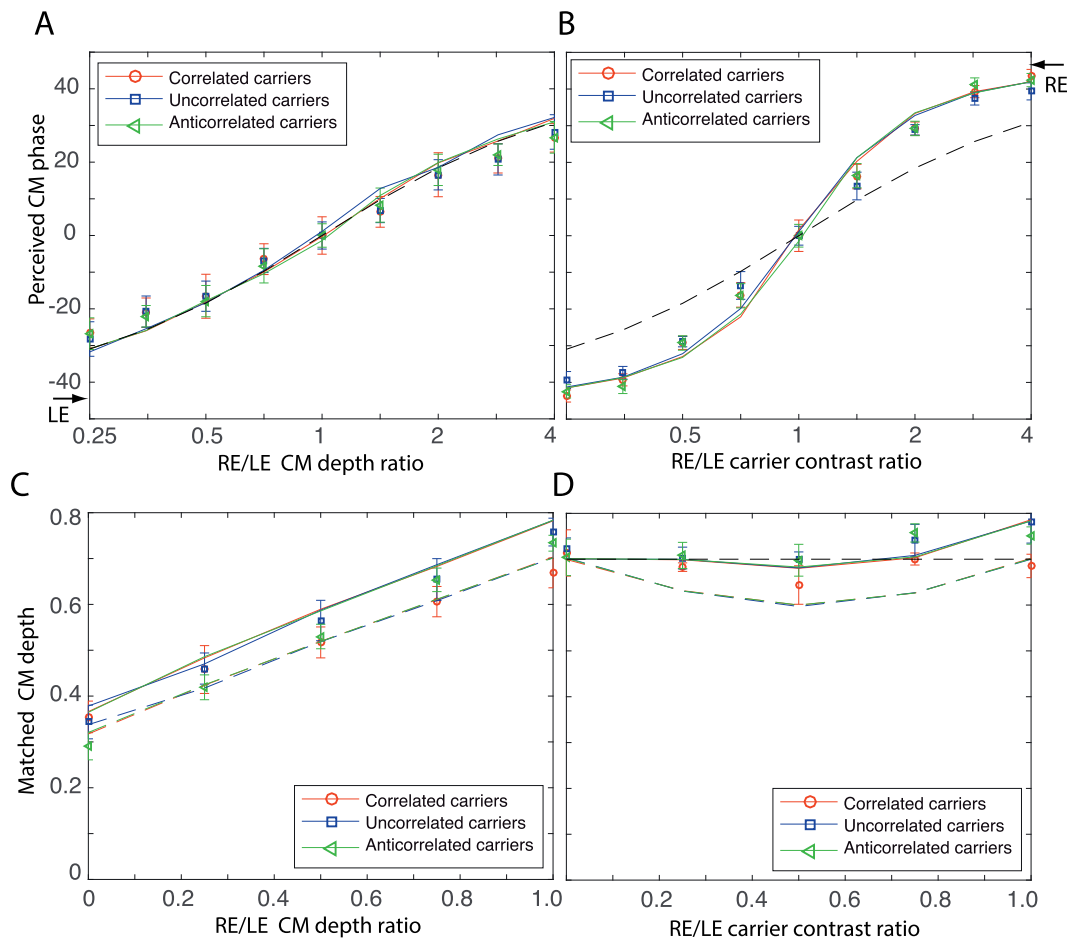 A
B
40
20
0
-20
-40
Perceived CM phase
Correlated carriers
Uncorrelated carriers
Anticorrelated carriers
LE
0.25
0.5
1
2
4
RE/LE CM depth ratio
Correlated carriers
Uncorrelated carriers
Anticorrelated carriers
RE
0.5
1
2
4
RE/LE carrier contrast ratio
C
D
0.8
0.6
0.4
0.2
0
Matched CM depth
Correlated carriers
Uncorrelated carriers
Anticorrelated carriers
0
0.2
0.4
0.6
0.8
1.0
RE/LE CM depth ratio
Correlated carriers
Uncorrelated carriers
Anticorrelated carriers
0.2
0.4
0.6
0.8
1.0
RE/LE carrier contrast ratio